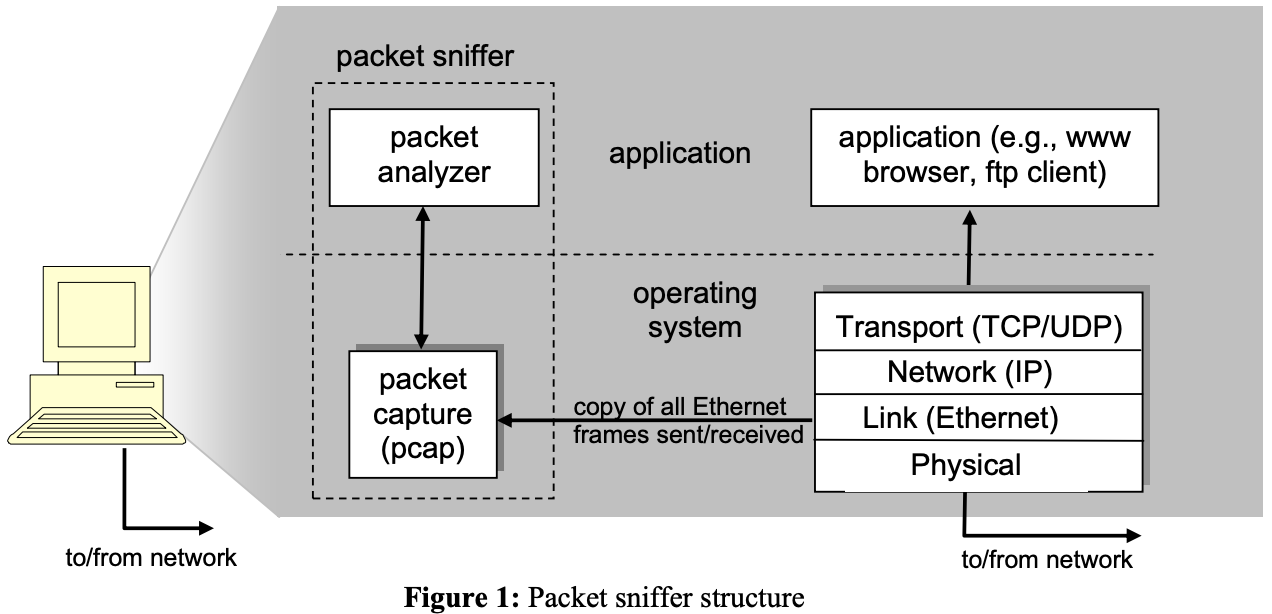 packet sniffer
packet
analyzer
application
application (e.g., www
browser, ftp client)
operating
system
packet
capture
(pcap)
copy of all Ethernet
frames sent/received
Transport (TCP/UDP)
Network (IP)
Link (Ethernet)
Physical
to/from network
to/from network
Figure 1: Packet sniffer structure